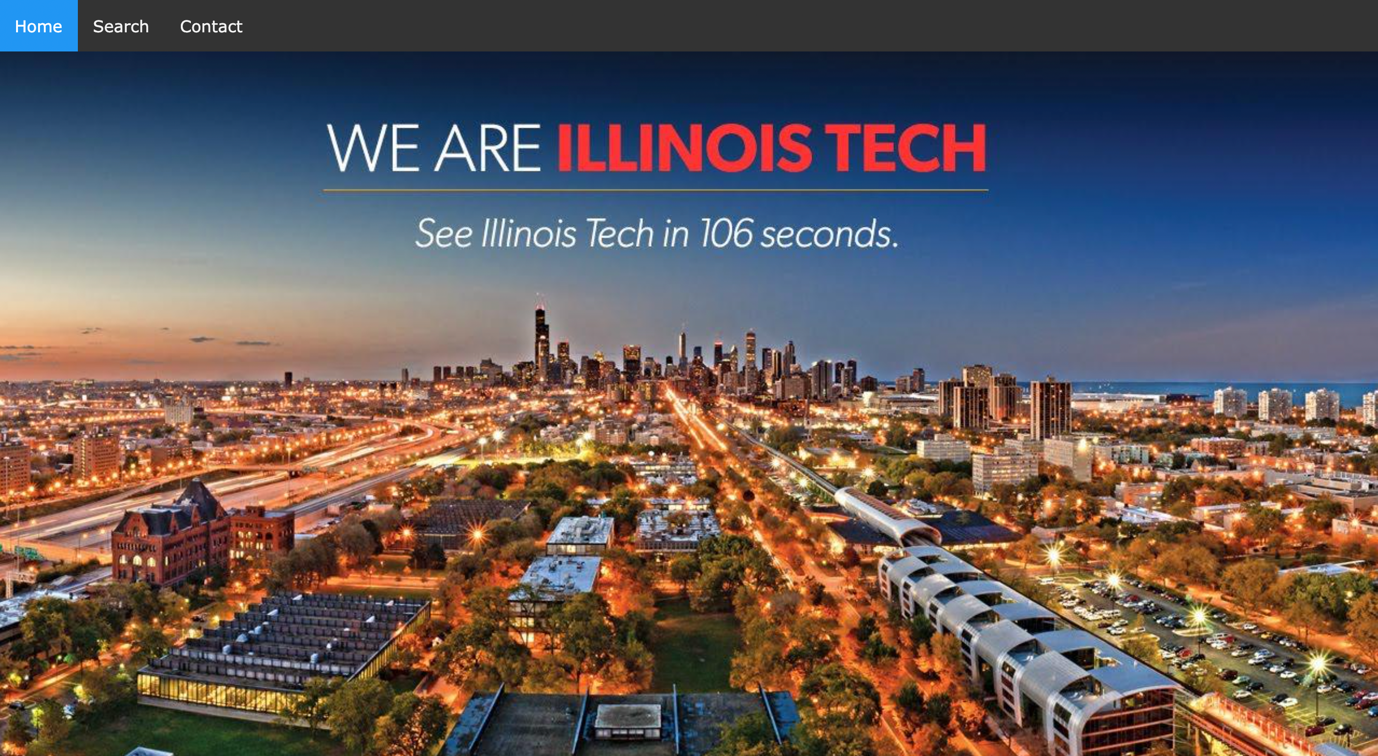 Home Search Contact
WE ARE ILLINOIS TECH
See Illinois Tech in 106 seconds.